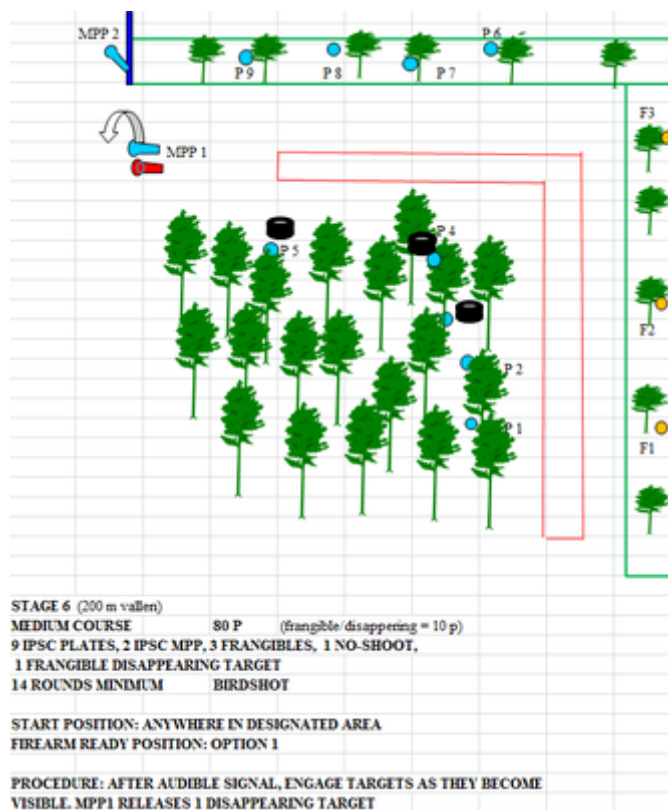 MPP 2
P 6
P 9
P 8
P 7
F3
MPP 1
P 4
P 5
F2
P 2
P 1
F1
STAGE 6 (200 m vallen)
MEDIUM COURSE 80 P (frangible/disappering = 10 p)
9 IPSC PLATES, 2 IPSC MPP, 3 FRANGIBLES, 1 NO-SHOOT,
1 FRANGIBLE DISAPPEARING TARGET
14 ROUNDS MINIMUM BIRDSHOT
START POSITION: ANYWHERE IN DESIGNATED AREA
FIREARM READY POSITION: OPTION 1
PROCEDURE: AFTER AUDIBLE SIGNAL, ENGAGE TARGETS AS THEY BECOME
VISIBLE. MPP1 RELEASES 1 DISAPPEARING TARGET